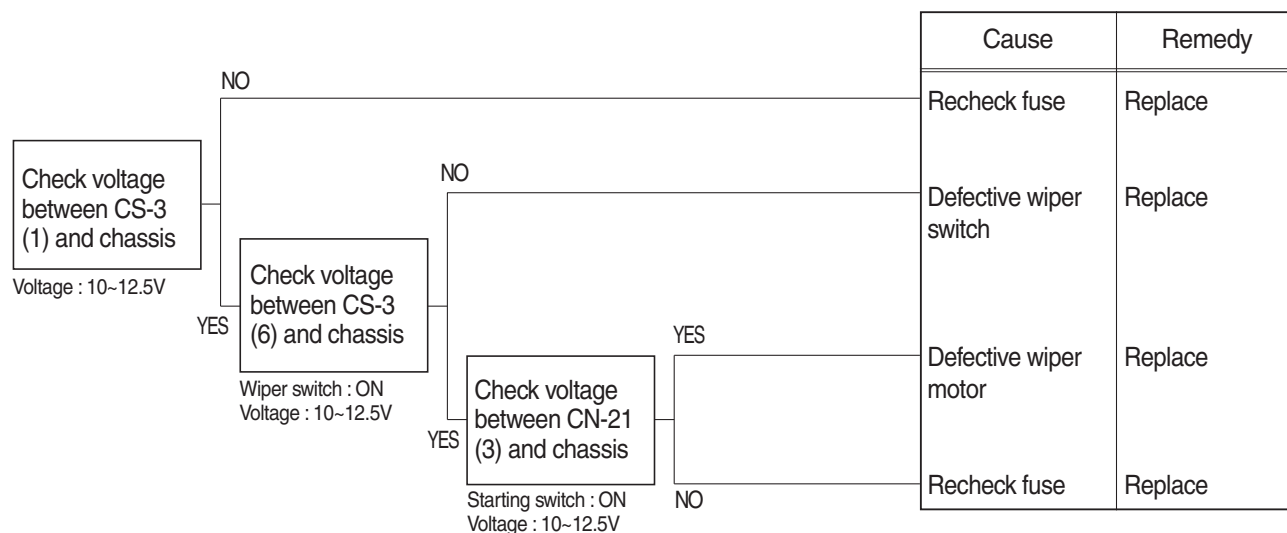 Cause Remedy
NO
Recheck fuse Replace
Check voltage
between CS-3
(1) and chassis
Voltage : 10~12.5V
NO
Defective wiper Replace
switch
YES
Check voltage
between CS-3
(6) and chassis
Wiper switch : ON
Voltage : 10~12.5V
YES
Defective wiper Replace
motor
YES
Check voltage
between CN-21
(3) and chassis
Starting switch : ON
Voltage : 10~12.5V
NO
Recheck fuse Replace